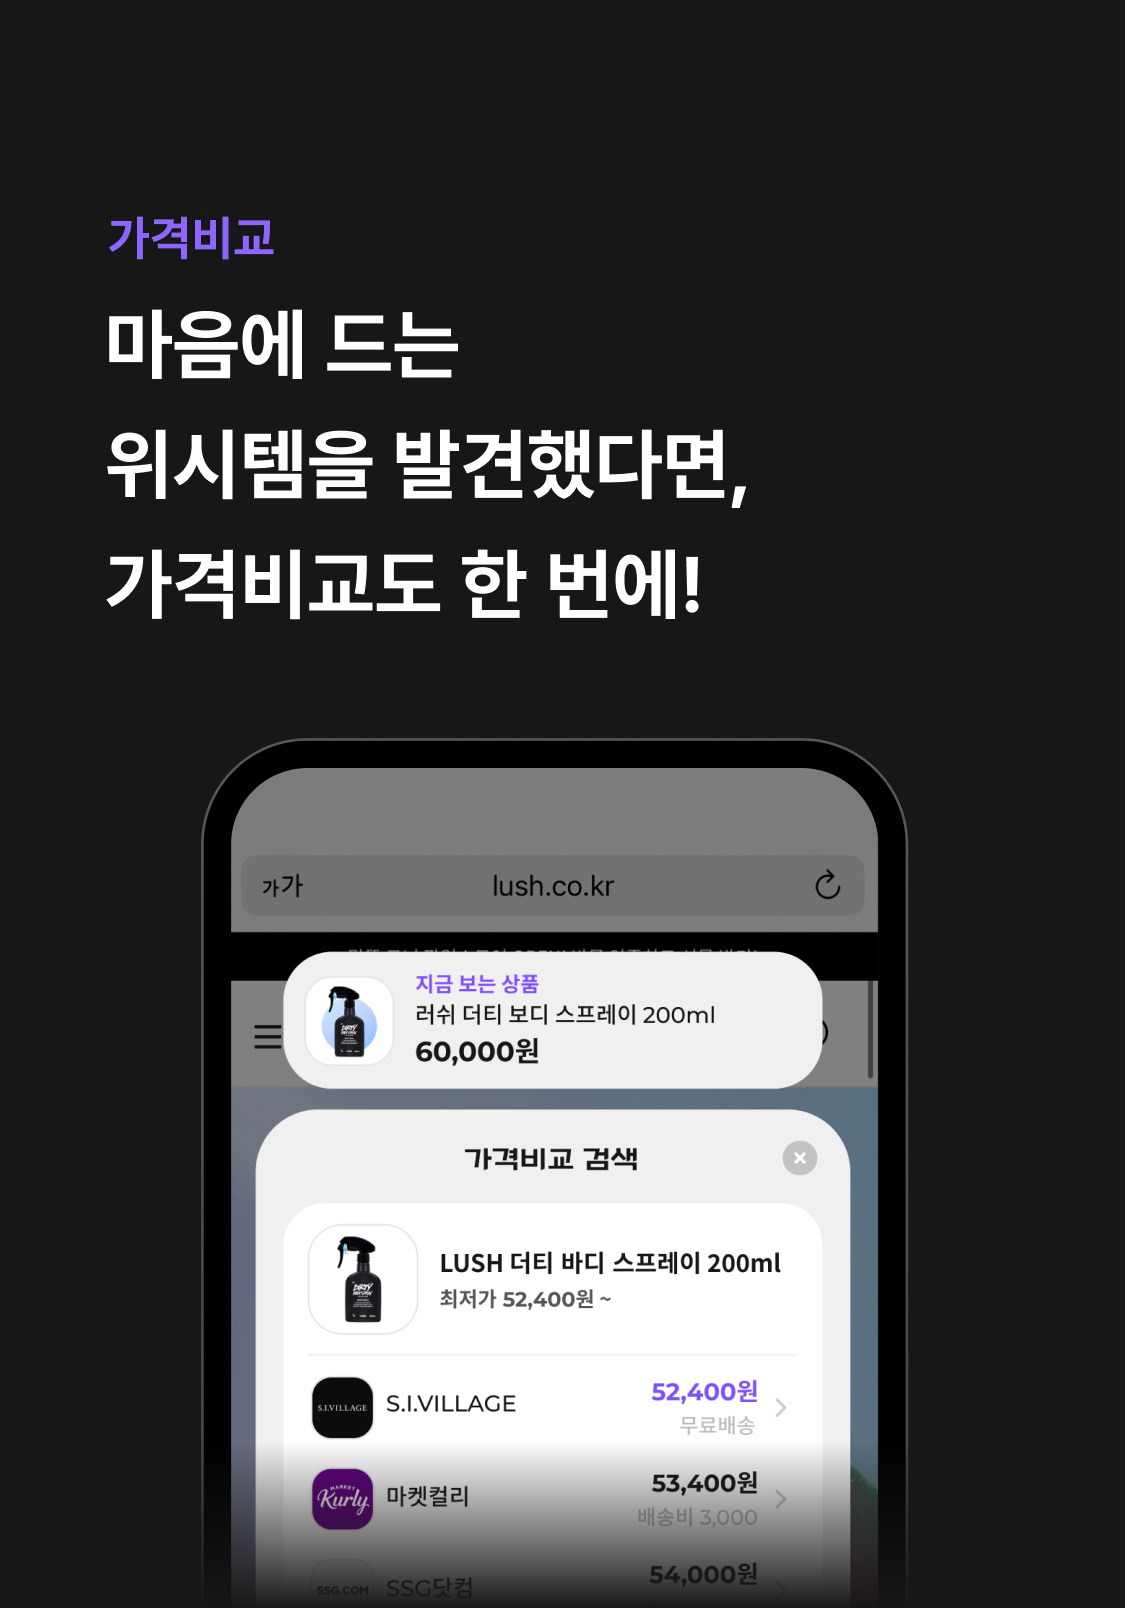 가격비교
마음에 드는
위시템을 발견했다면,
가격비교도 한 번에!
가가 lush.co.kr
지금 보는 상품
러쉬 더티 보디 스프레이 200ml
60,000원
DIRTY
가격비교 검색
DIRTY
LUSH 더티 바디 스프레이 200ml
최저가 52,400원 ~
S.I.VILLAGE S.I.VILLAGE 52,400원
무료배송
MARKET Kurly 마켓컬리 53,400원
배송비 3,000
SSG.COM SSG닷컴 54,000원